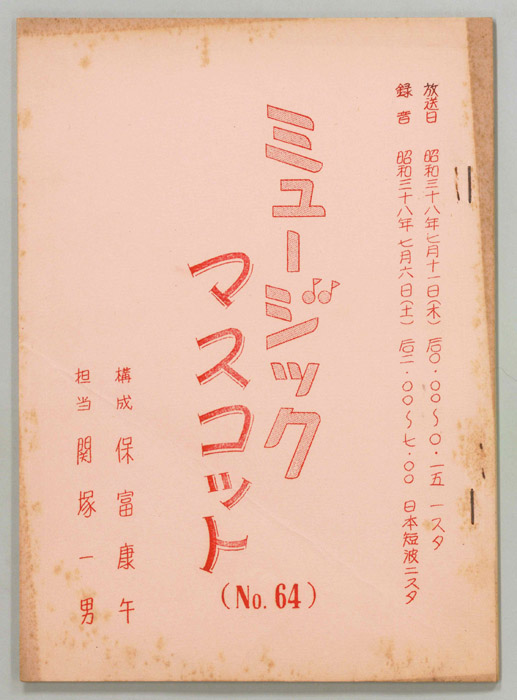 放送日 昭和三十八年七月十一日(木) 后〇・〇〇〜〇・一五 一スタ
録音 昭和三十八年七月六日(土) 后二・〇〇〜七・〇〇 日本短波二スタ
ミュージック
マスコット
(No. 64)
構成 保富康午
担当 関塚一男